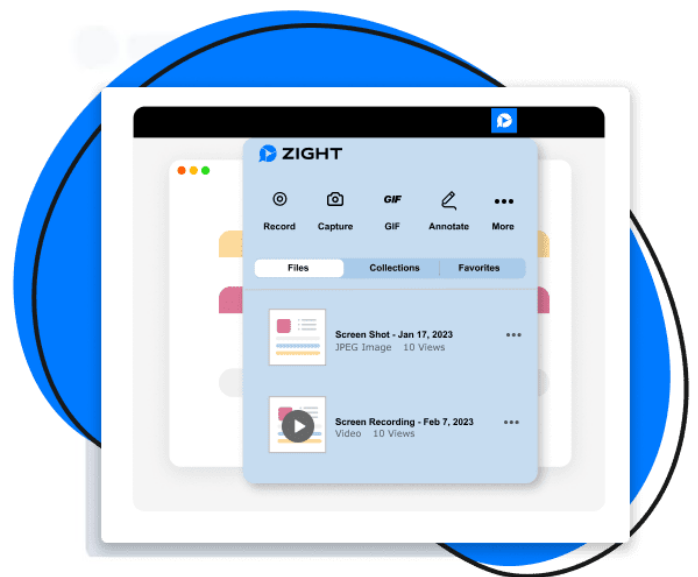 ZIGHT
GIF
Record Capture GIF Annotate More
Files Collections Favorites
Screen Shot - Jan 17, 2023
JPEG Image 10 Views
Screen Recording - Feb 7, 2023
Video 10 Views